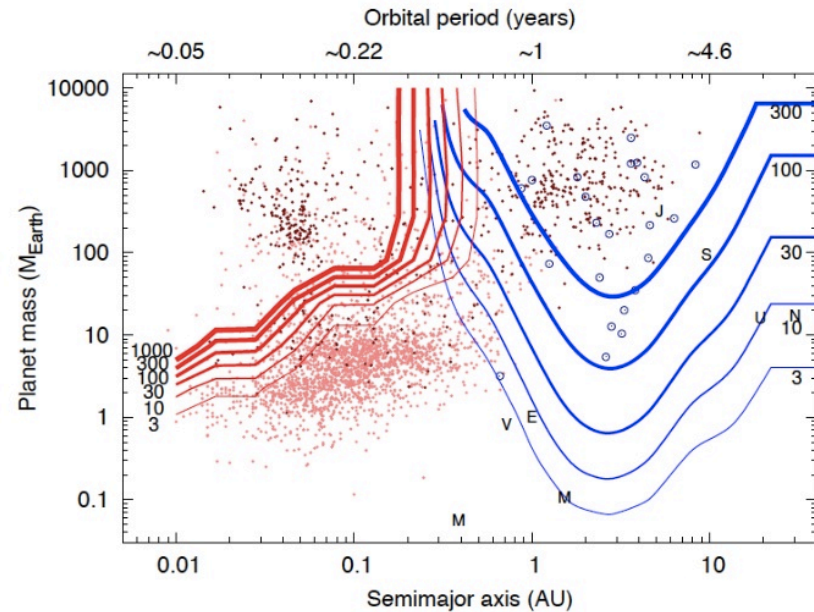 Orbital period (years)
~0.05 ~0.22 ~1 ~4.6
10000
300
1000
100
J
100
S
30
10
U N
1000
10
300
100
30
10
3
3
1
V E
0.1
M
M
0.01 0.1 1 10
Semimajor axis (AU)
Planet mass (M_Earth)